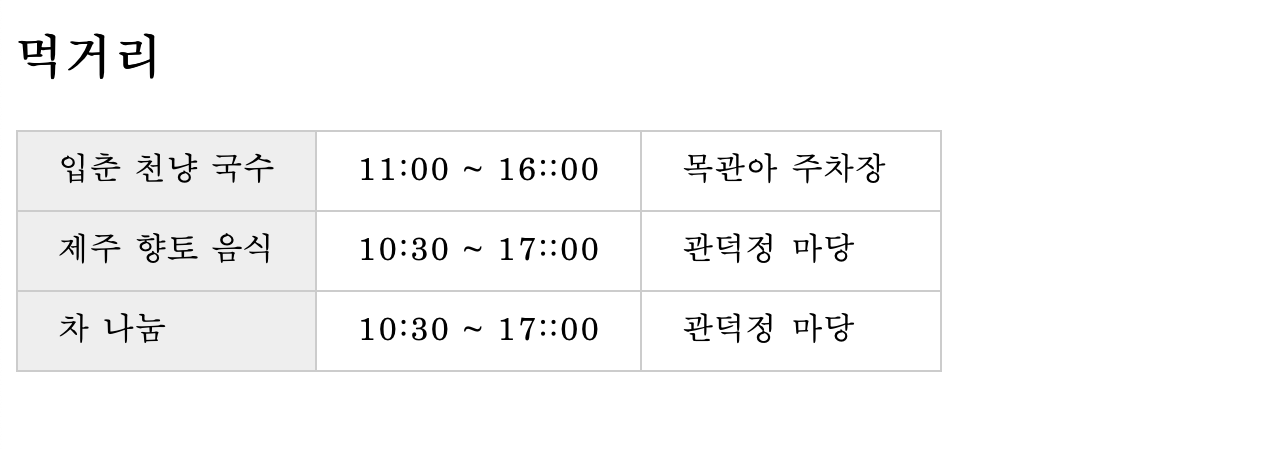 먹거리
입춘 천냥 국수 11:00 ~ 16::00 목관아 주차장
제주 향토 음식 10:30 ~ 17::00 관덕정 마당
차 나눔 10:30 ~ 17::00 관덕정 마당